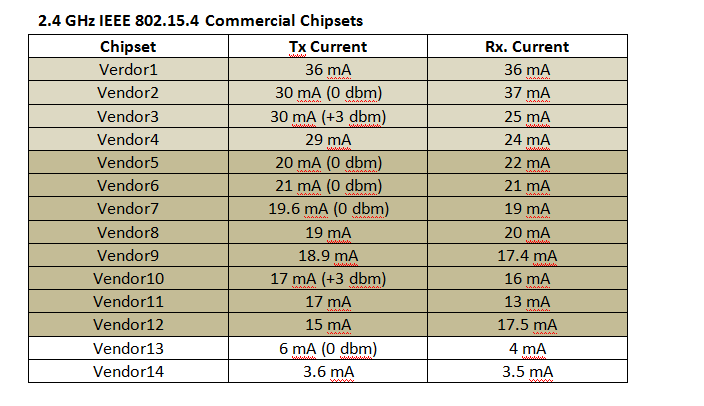 2.4 GHz IEEE 802.15.4 Commercial Chipsets
Chipset Tx Current Rx. Current
Verdor1 36 mA 36 mA
Vendor2 30 mA (0 dbm) 37 mA
Vendor3 30 mA (+3 dbm) 25 mA
Vendor4 29 mA 24 mA
Vendor5 20 mA (0 dbm) 22 mA
Vendor6 21 mA (0 dbm) 21 mA
Vendor7 19.6 mA (0 dbm) 19 mA
Vendor8 19 mA 20 mA
Vendor9 18.9 mA 17.4 mA
Vendor10 17 mA (+3 dbm) 16 mA
Vendor11 17 mA 13 mA
Vendor12 15 mA 17.5 mA
Vendor13 6 mA (0 dbm) 4 mA
Vendor14 3.6 mA 3.5 mA